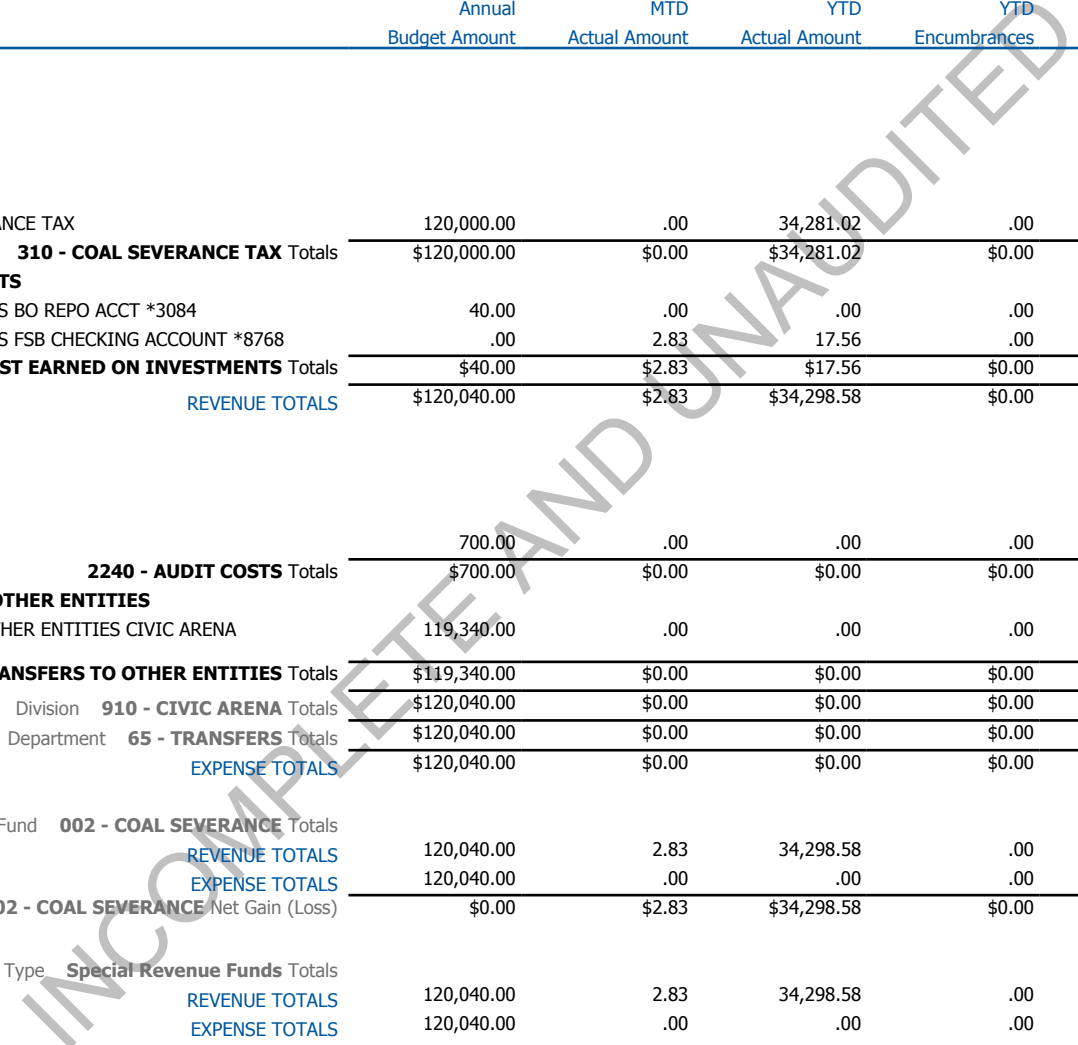 Annual MTD YTD YTD
Budget Amount Actual Amount Actual Amount Encumbrances
ANCE TAX 120,000.00 .00 34,281.02 .00
310 - COAL SEVERANCE TAX Totals $120,000.00 $0.00 $34,281.02 $0.00
TS
S BO REPO ACCT *3084 40.00 .00 .00 .00
S FSB CHECKING ACCOUNT *8768 .00 2.83 17.56 .00
ST EARNED ON INVESTMENTS Totals $40.00 $2.83 $17.56 $0.00
REVENUE TOTALS $120,040.00 $2.83 $34,298.58 $0.00
700.00 .00 .00 .00
2240 - AUDIT COSTS Totals $700.00 $0.00 $0.00 $0.00
OTHER ENTITIES
HER ENTITIES CIVIC ARENA 119,340.00 .00 .00 .00
ANSFERS TO OTHER ENTITIES Totals $119,340.00 $0.00 $0.00 $0.00
Division 910 - CIVIC ARENA Totals $120,040.00 $0.00 $0.00 $0.00
Department 65 - TRANSFERS Totals $120,040.00 $0.00 $0.00 $0.00
EXPENSE TOTALS $120,040.00 $0.00 $0.00 $0.00
Fund 002 - COAL SEVERANCE Totals
REVENUE TOTALS 120,040.00 2.83 34,298.58 .00
EXPENSE TOTALS 120,040.00 .00 .00 .00
02 - COAL SEVERANCE Net Gain (Loss) $0.00 $2.83 $34,298.58 $0.00
Type Special Revenue Funds Totals
REVENUE TOTALS 120,040.00 2.83 34,298.58 .00
EXPENSE TOTALS 120,040.00 .00 .00 .00
INCOMPLETE AND UNAUDITED